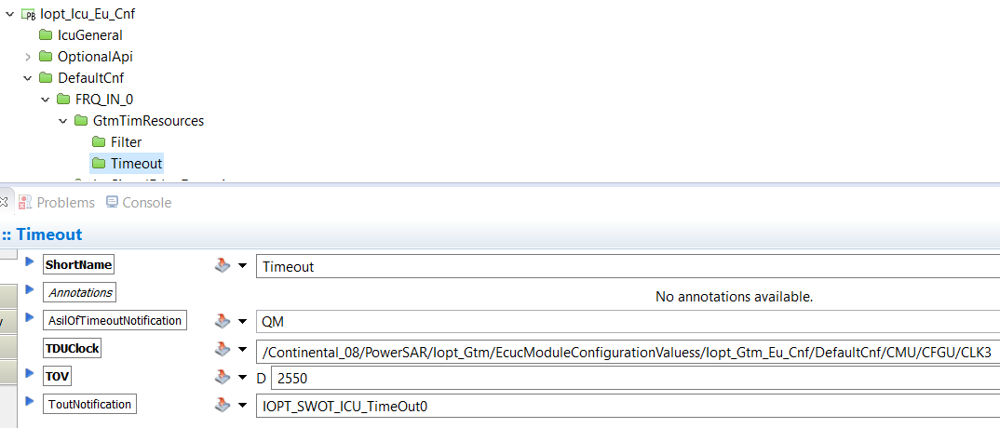 Iopt_Icu_Eu_Cnf
IcuGeneral
OptionalApi
DefaultCnf
FRQ_IN_0
GtmTimResources
Filter
Timeout
Problems
Console
:: Timeout
ShortName
Timeout
Annotations
No annotations available.
AsilOfTimeoutNotification
QM
TDUClock
/Continental_08/PowerSAR/Iopt_Gtm/EcucModuleConfigurationValuess/Iopt_Gtm_Eu_Cnf/DefaultCnf/CMU/CFGU/CLK3
TOV
D 2550
ToutNotification
IOPT_SWOT_ICU_TimeOut0